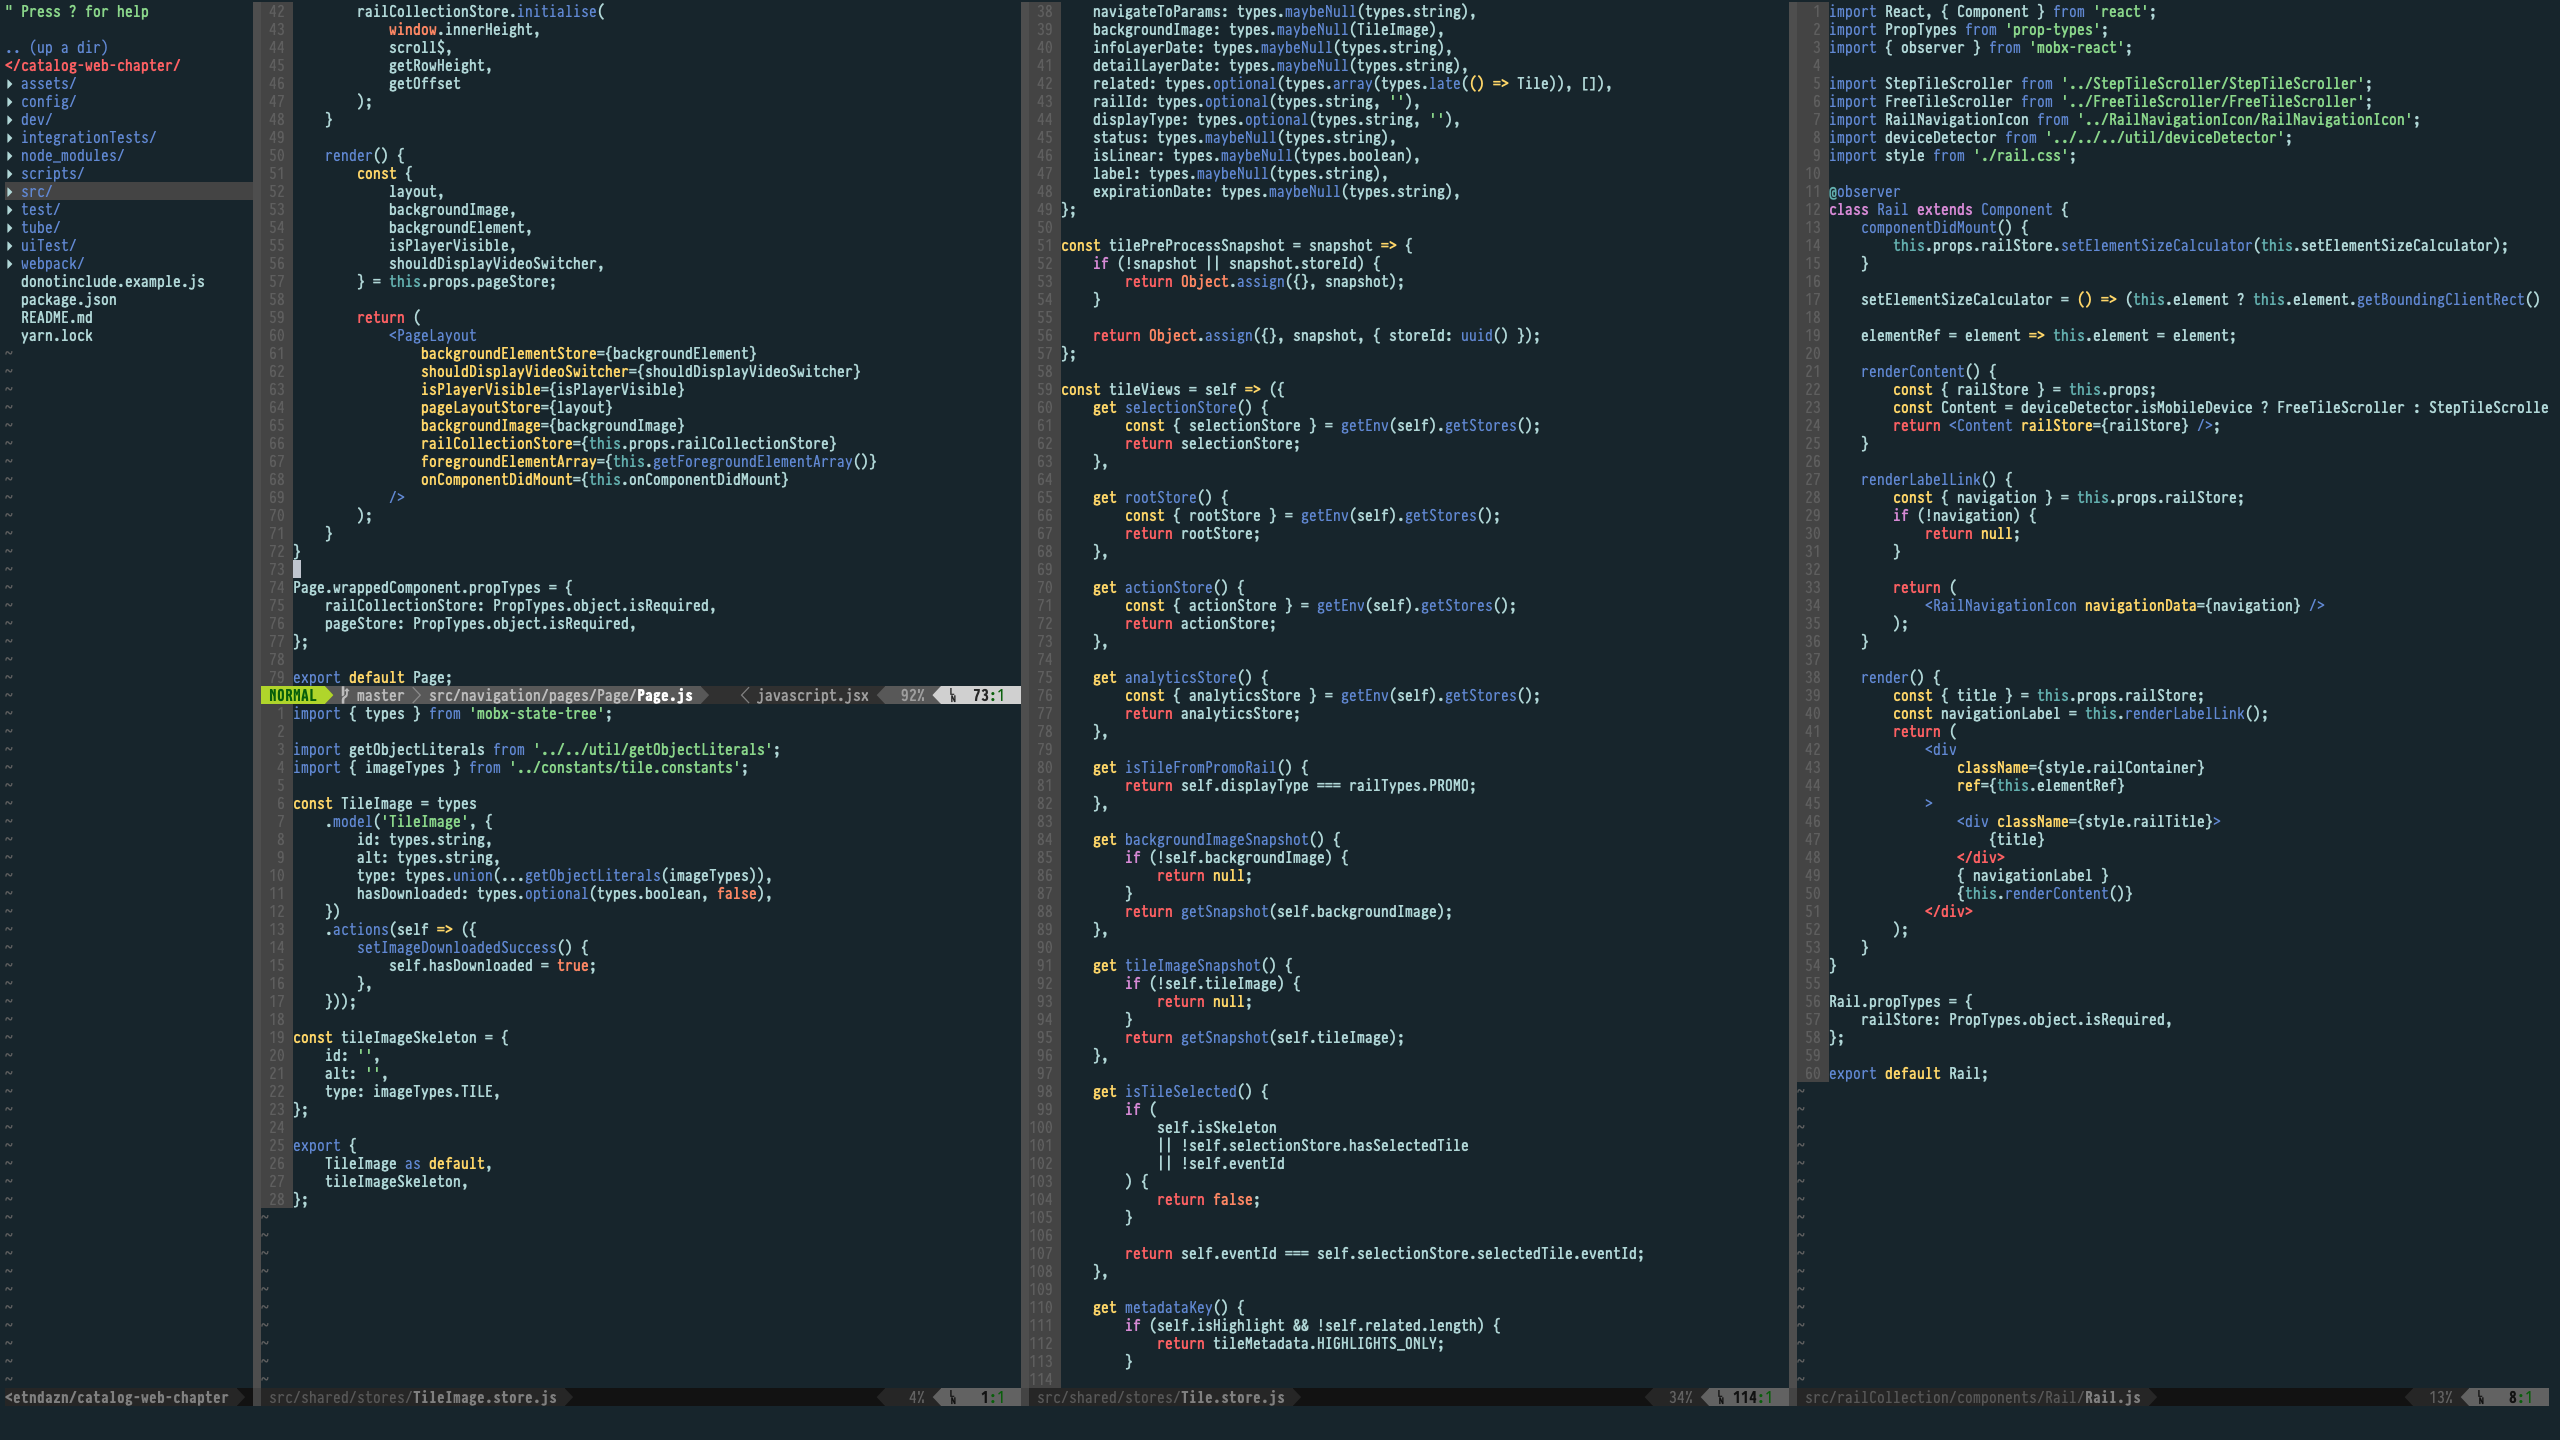 " Press ? for help
.. (up a dir)
</catalog-web-chapter/
▸ assets/
▸ config/
▸ dev/
▸ integrationTests/
▸ node_modules/
▸ scripts/
▸ src/
▸ test/
▸ tube/
▸ uiTest/
▸ webpack/
donotinclude.example.js
package.json
README.md
yarn.lock
<etndazn/catalog-web-chapter
42         railCollectionStore.initialise(
43             window.innerHeight,
44             scroll$,
45             getRowHeight,
46             getOffset
47         );
48     }
49
50     render() {
51         const {
52             layout,
53             backgroundImage,
54             backgroundElement,
55             isPlayerVisible,
56             shouldDisplayVideoSwitcher,
57         } = this.props.pageStore;
58
59         return (
60             <PageLayout
61                 backgroundElementStore={backgroundElement}
62                 shouldDisplayVideoSwitcher={shouldDisplayVideoSwitcher}
63                 isPlayerVisible={isPlayerVisible}
64                 pageLayoutStore={layout}
65                 backgroundImage={backgroundImage}
66                 railCollectionStore={this.props.railCollectionStore}
67                 foregroundElementArray={this.getForegroundElementArray()}
68                 onComponentDidMount={this.onComponentDidMount}
69             />
70         );
71     }
72 }
73
74 Page.wrappedComponent.propTypes = {
75     railCollectionStore: PropTypes.object.isRequired,
76     pageStore: PropTypes.object.isRequired,
77 };
78
79 export default Page;
NORMAL master src/navigation/pages/Page/Page.js javascript.jsx 92% 73:1
1 import { types } from 'mobx-state-tree';
2
3 import getObjectLiterals from '../../util/getObjectLiterals';
4 import { imageTypes } from '../constants/tile.constants';
5
6 const TileImage = types
7     .model('TileImage', {
8         id: types.string,
9         alt: types.string,
10         type: types.union(...getObjectLiterals(imageTypes)),
11         hasDownloaded: types.optional(types.boolean, false),
12     })
13     .actions(self => ({
14         setImageDownloadedSuccess() {
15             self.hasDownloaded = true;
16         },
17     }));
18
19 const tileImageSkeleton = {
20     id: '',
21     alt: '',
22     type: imageTypes.TILE,
23 };
24
25 export {
26     TileImage as default,
27     tileImageSkeleton,
28 };
src/shared/stores/TileImage.store.js 4% 1:1
38     navigateToParams: types.maybeNull(types.string),
39     backgroundImage: types.maybeNull(TileImage),
40     infoLayerDate: types.maybeNull(types.string),
41     detailLayerDate: types.maybeNull(types.string),
42     related: types.optional(types.array(types.late(() => Tile)), []),
43     railId: types.optional(types.string, ''),
44     displayType: types.optional(types.string, ''),
45     status: types.maybeNull(types.string),
46     isLinear: types.maybeNull(types.boolean),
47     label: types.maybeNull(types.string),
48     expirationDate: types.maybeNull(types.string),
49 };
50
51 const tilePreProcessSnapshot = snapshot => {
52     if (!snapshot || snapshot.storeId) {
53         return Object.assign({}, snapshot);
54     }
55
56     return Object.assign({}, snapshot, { storeId: uuid() });
57 };
58
59 const tileViews = self => ({
60     get selectionStore() {
61         const { selectionStore } = getEnv(self).getStores();
62         return selectionStore;
63     },
64
65     get rootStore() {
66         const { rootStore } = getEnv(self).getStores();
67         return rootStore;
68     },
69
70     get actionStore() {
71         const { actionStore } = getEnv(self).getStores();
72         return actionStore;
73     },
74
75     get analyticsStore() {
76         const { analyticsStore } = getEnv(self).getStores();
77         return analyticsStore;
78     },
79
80     get isTileFromPromoRail() {
81         return self.displayType === railTypes.PROMO;
82     },
83
84     get backgroundImageSnapshot() {
85         if (!self.backgroundImage) {
86             return null;
87         }
88         return getSnapshot(self.backgroundImage);
89     },
90
91     get tileImageSnapshot() {
92         if (!self.tileImage) {
93             return null;
94         }
95         return getSnapshot(self.tileImage);
96     },
97
98     get isTileSelected() {
99         if (
100             self.isSkeleton
101             || !self.selectionStore.hasSelectedTile
102             || !self.eventId
103         ) {
104             return false;
105         }
106
107         return self.eventId === self.selectionStore.selectedTile.eventId;
108     },
109
110     get metadataKey() {
111         if (self.isHighlight && !self.related.length) {
112             return tileMetadata.HIGHLIGHTS_ONLY;
113         }
114
src/shared/stores/Tile.store.js 34% 114:1
1 import React, { Component } from 'react';
2 import PropTypes from 'prop-types';
3 import { observer } from 'mobx-react';
4
5 import StepTileScroller from '../StepTileScroller/StepTileScroller';
6 import FreeTileScroller from '../FreeTileScroller/FreeTileScroller';
7 import RailNavigationIcon from '../RailNavigationIcon/RailNavigationIcon';
8 import deviceDetector from '../../../util/deviceDetector';
9 import style from './rail.css';
10
11 @observer
12 class Rail extends Component {
13     componentDidMount() {
14         this.props.railStore.setElementSizeCalculator(this.setElementSizeCalculator);
15     }
16
17     setElementSizeCalculator = () => (this.element ? this.element.getBoundingClientRect()
18
19     elementRef = element => this.element = element;
20
21     renderContent() {
22         const { railStore } = this.props;
23         const Content = deviceDetector.isMobileDevice ? FreeTileScroller : StepTileScrolle
24         return <Content railStore={railStore} />;
25     }
26
27     renderLabelLink() {
28         const { navigation } = this.props.railStore;
29         if (!navigation) {
30             return null;
31         }
32
33         return (
34             <RailNavigationIcon navigationData={navigation} />
35         );
36     }
37
38     render() {
39         const { title } = this.props.railStore;
40         const navigationLabel = this.renderLabelLink();
41         return (
42             <div
43                 className={style.railContainer}
44                 ref={this.elementRef}
45             >
46                 <div className={style.railTitle}>
47                     {title}
48                 </div>
49                 { navigationLabel }
50                 {this.renderContent()}
51             </div>
52         );
53     }
54 }
55
56 Rail.propTypes = {
57     railStore: PropTypes.object.isRequired,
58 };
59
60 export default Rail;
src/railCollection/components/Rail/Rail.js 13% 8:1